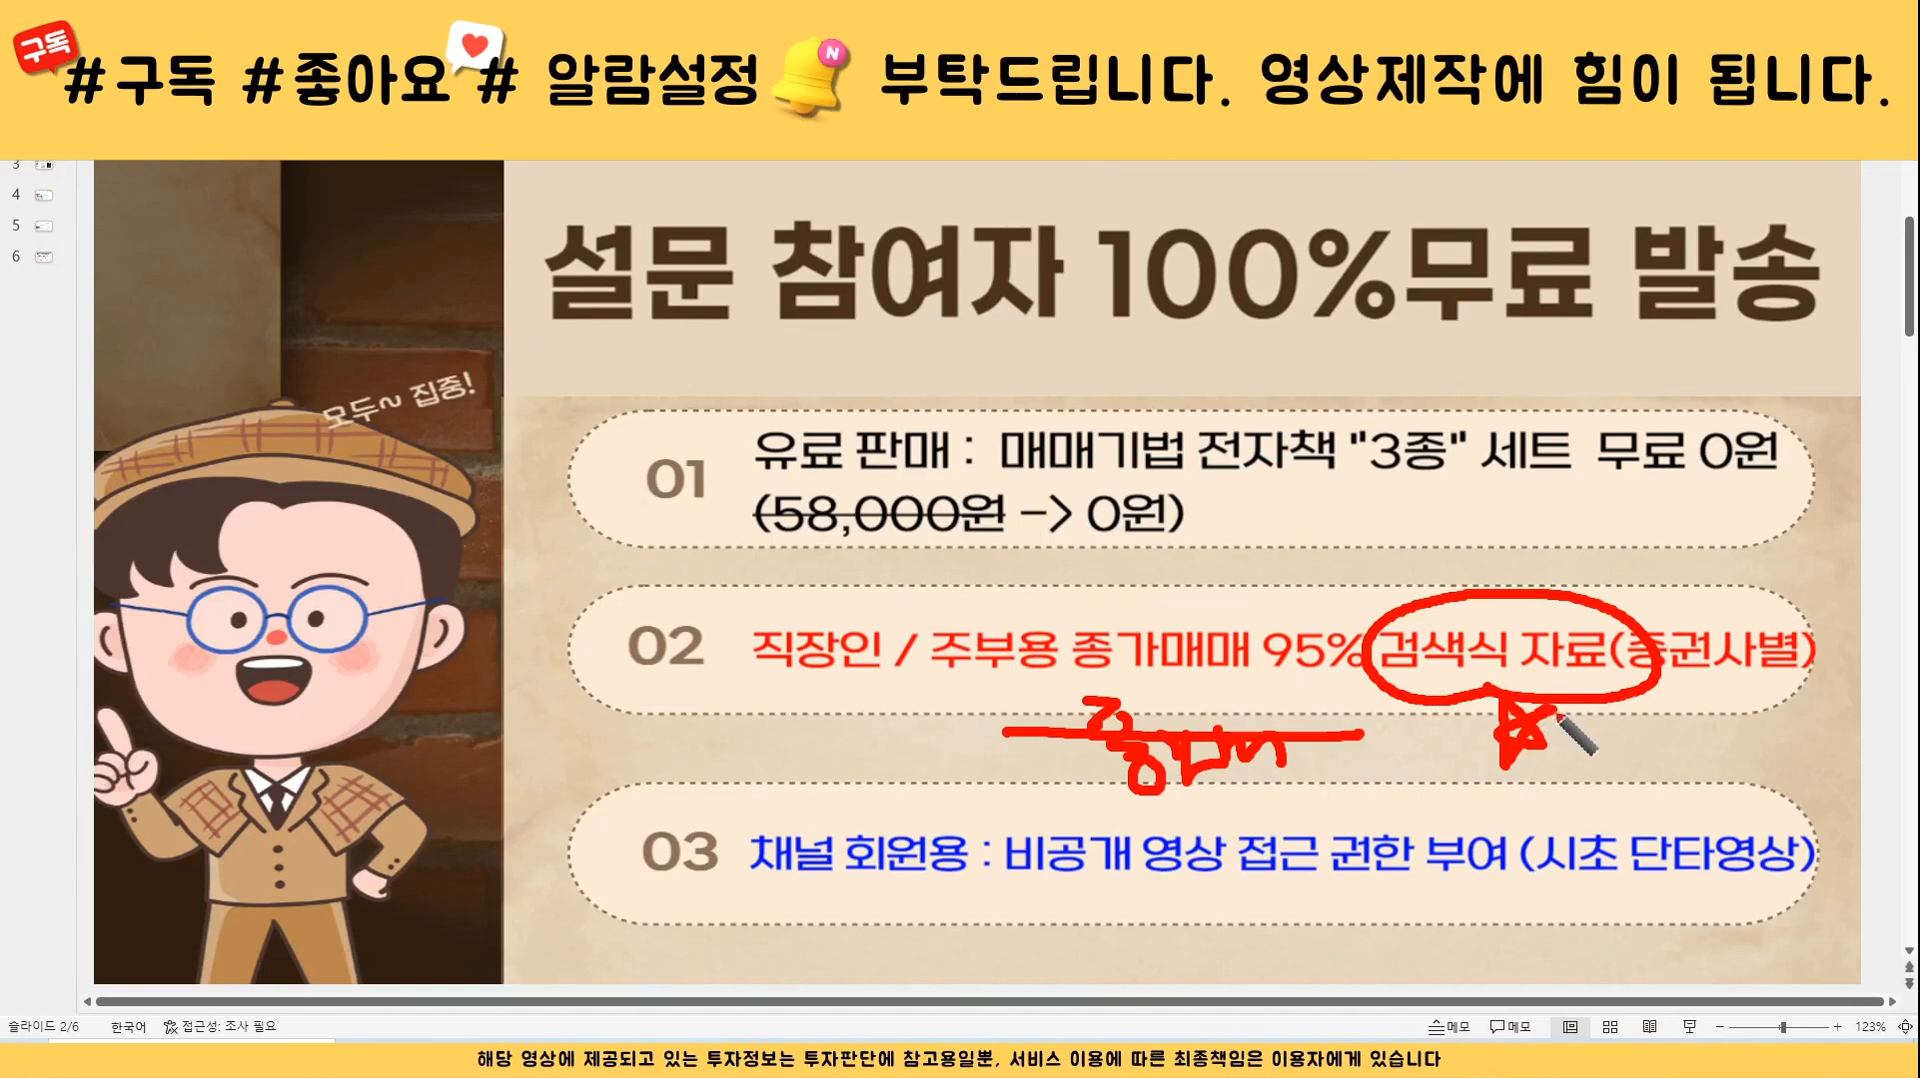 구독
#구독 #좋아요 # 알람설정 N 부탁드립니다. 영상제작에 힘이 됩니다.
3
4
5
6
설문 참여자 100%무료 발송
모두~ 집중!
01 유료 판매 : 매매기법 전자책 "3종" 세트 무료 0원
(58,000원 -> 0원)
02 직장인 / 주부용 종가매매 95% 검색식 자료(증권사별)
03 채널 회원용 : 비공개 영상 접근 권한 부여 (시초 단타영상)
슬라이드 2/6 한국어 접근성: 조사 필요 메모 메모 123%
해당 영상에 제공되고 있는 투자정보는 투자판단에 참고용일뿐, 서비스 이용에 따른 최종책임은 이용자에게 있습니다